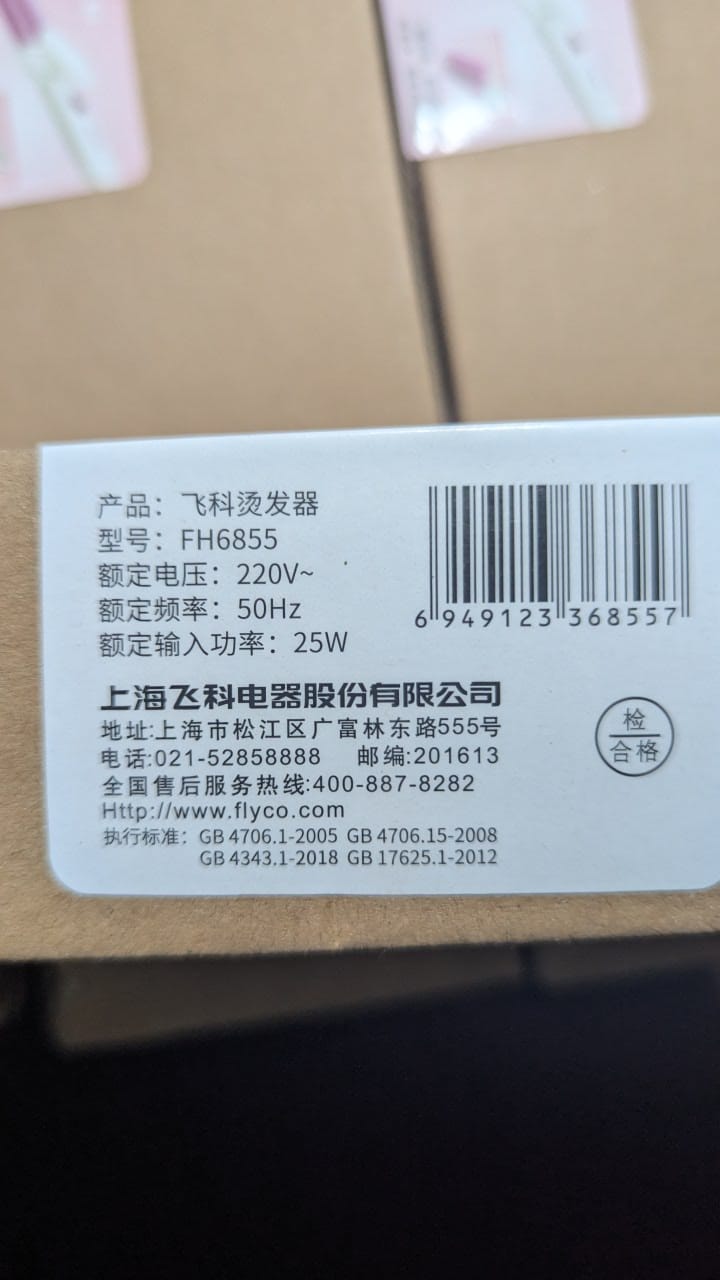 产品：飞科烫发器
型号：FH6855
额定电压：220V~
额定频率：50Hz
额定输入功率：25W
6 949123 368557
上海飞科电器股份有限公司
地址:上海市松江区广富林东路555号
电话:021-52858888 邮编:201613
全国售后服务热线:400-887-8282
Http://www.flyco.com
执行标准：GB 4706.1-2005 GB 4706.15-2008
GB 4343.1-2018 GB 17625.1-2012
检
合格